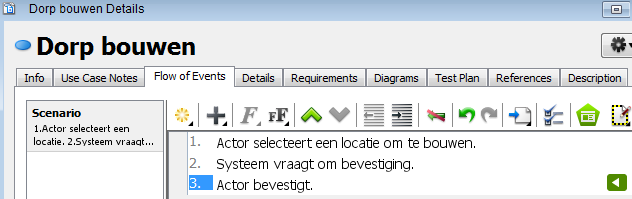 Dorp bouwen Details
Dorp bouwen
Info Use Case Notes Flow of Events Details Requirements Diagrams Test Plan References Description
Scenario
1.Actor selecteert een
locatie. 2.Systeem vraagt...
F FF
1. Actor selecteert een locatie om te bouwen.
2. Systeem vraagt om bevestiging.
3. Actor bevestigt.